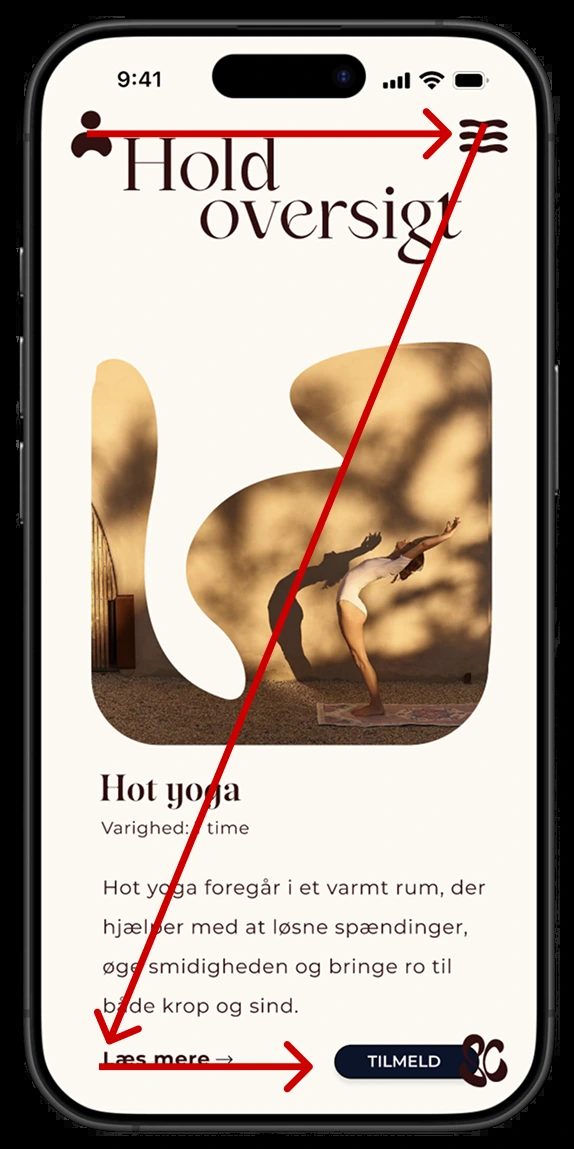 9:41
Hold
oversigt
Hot yoga
Varighed: time
Hot yoga foregår i et varmt rum, der
hjælper med at løsne spændinger,
øge smidigheden og bringe ro til
både krop og sind.
Læs mere →
TILMELD